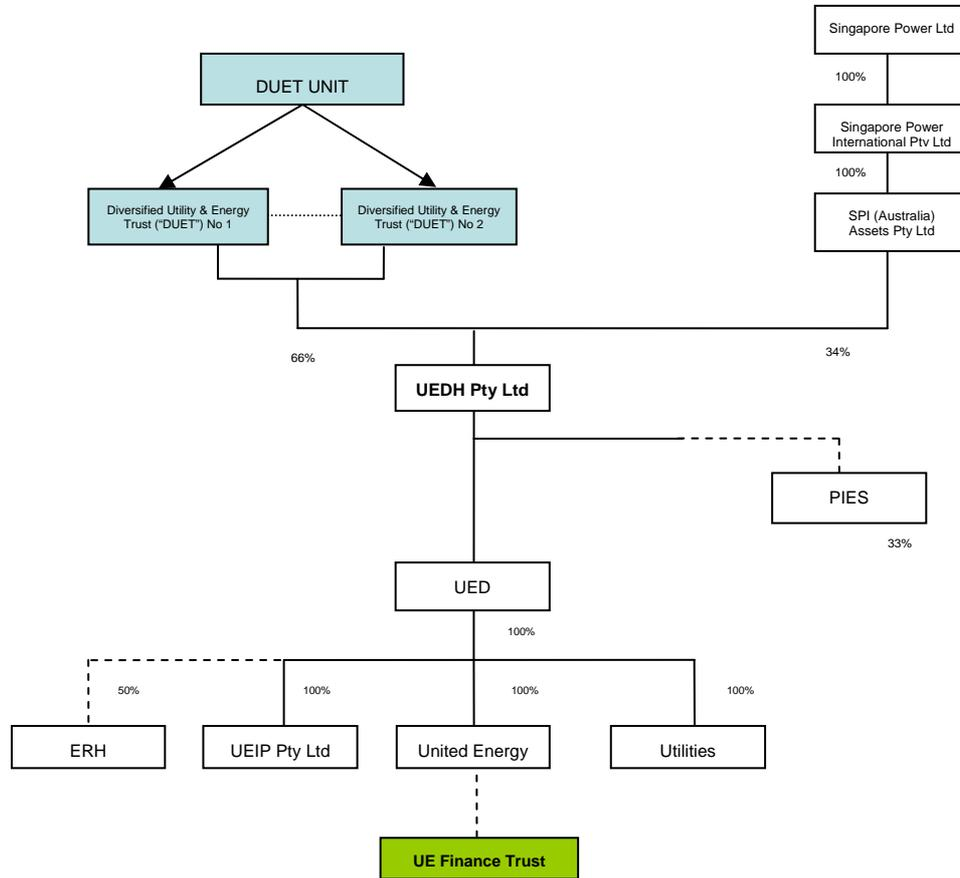 Singapore Power Ltd
DUET UNIT
100%
Singapore Power
International Ptv Ltd
100%
Diversified Utility & Energy
Trust (“DUET”) No 1
Diversified Utility & Energy
Trust (“DUET”) No 2
SPI (Australia)
Assets Pty Ltd
66%
34%
UEDH Pty Ltd
PIES
33%
UED
100%
50%
100%
100%
100%
ERH
UEIP Pty Ltd
United Energy
Utilities
UE Finance Trust